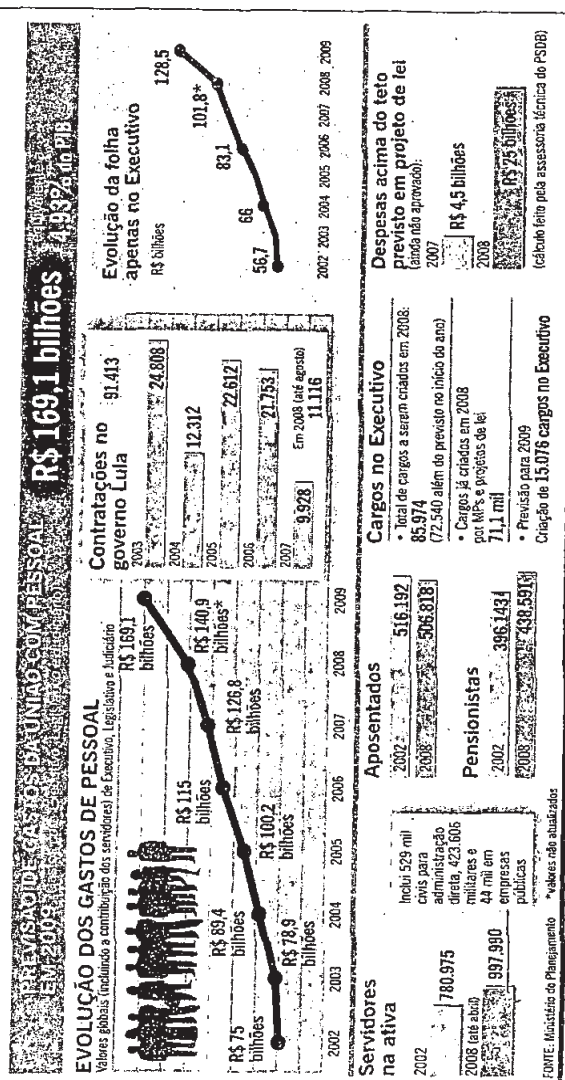 PREVISÃO DE GASTOS DA UNIÃO COM PESSOAL
EM 2009
R$ 169,1 bilhões
4,93% do PIB
EVOLUÇÃO DOS GASTOS DE PESSOAL
Valores globais (incluindo a contribuição dos servidores) de Executivo, Legislativo e Judiciário
R$ 75
bilhões
R$ 78,9
bilhões
R$ 89,4
bilhões
R$ 100,2
bilhões
R$ 115
bilhões
R$ 126,8
bilhões
R$ 140,9
bilhões*
R$ 169,1
bilhões
2002 2003 2004 2005 2006 2007 2008 2009
Contratações no
governo Lula
91.413
2003
24.808
2004
12.312
2005
22.612
2006
21.753
2007
9.928
Em 2008 (até agosto)
11.116
Evolução da folha
apenas no Executivo
R$ bilhões
56,7
66
83,1
101,8*
128,5
2002 2003 2004 2005 2006 2007 2008 2009
Servidores
na ativa
2002
780.975
2008 (até abril)
997.990
Inclui 529 mil
civis para
administração
direta, 423.606
militares e
44 mil em
empresas
públicas
Aposentados
2002
516.192
2008
506.818
Pensionistas
2002
396.143
2008
438.591
Cargos no Executivo
• Total de cargos a serem criados em 2008:
85.974
(72.540 além do previsto no início do ano)
• Cargos já criados em 2008
por MPs e projetos de lei
71,1 mil
• Previsão para 2009
Criação de 15.076 cargos no Executivo
Despesas acima do teto
previsto em projeto de lei
(ainda não aprovado):
2007
R$ 4,5 bilhões
2008
R$ 25 bilhões
(cálculo feito pela assessoria técnica do PSDB)
FONTE: Ministério do Planejamento
*valores não atualizados